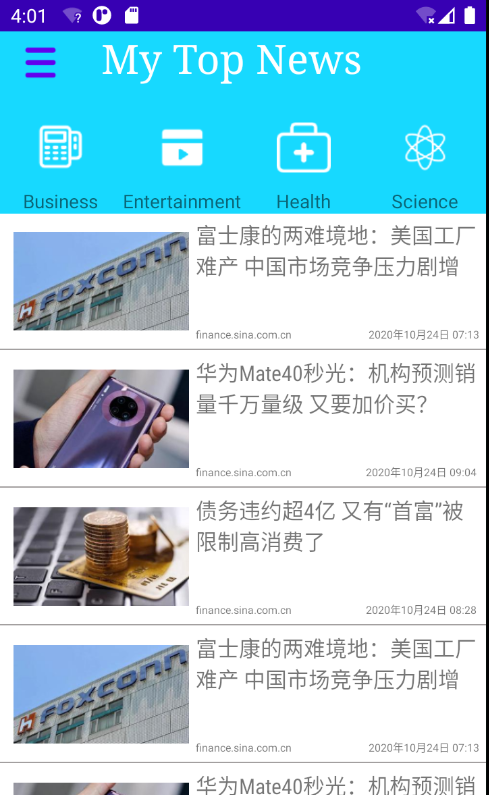 4:01
My Top News
Business
Entertainment
Health
Science
FOXCONN
富士康的两难境地：美国工厂
难产 中国市场竞争压力剧增
finance.sina.com.cn
2020年10月24日 07:13
华为Mate40秒光：机构预测销
量千万量级 又要加价买？
finance.sina.com.cn
2020年10月24日 09:04
债务违约超4亿 又有“首富”被
限制高消费了
finance.sina.com.cn
2020年10月24日 08:28
FOXCONN
富士康的两难境地：美国工厂
难产 中国市场竞争压力剧增
finance.sina.com.cn
2020年10月24日 07:13
华为Mate40秒光：机构预测销